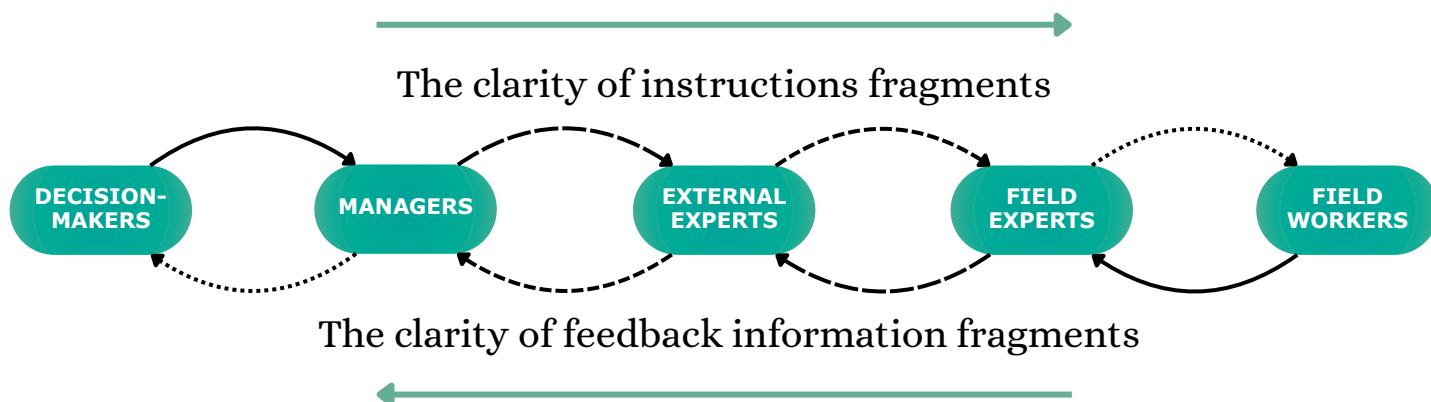 The clarity of instructions fragments
DECISION-
MAKERS
MANAGERS
EXTERNAL
EXPERTS
FIELD
EXPERTS
FIELD
WORKERS
The clarity of feedback information fragments